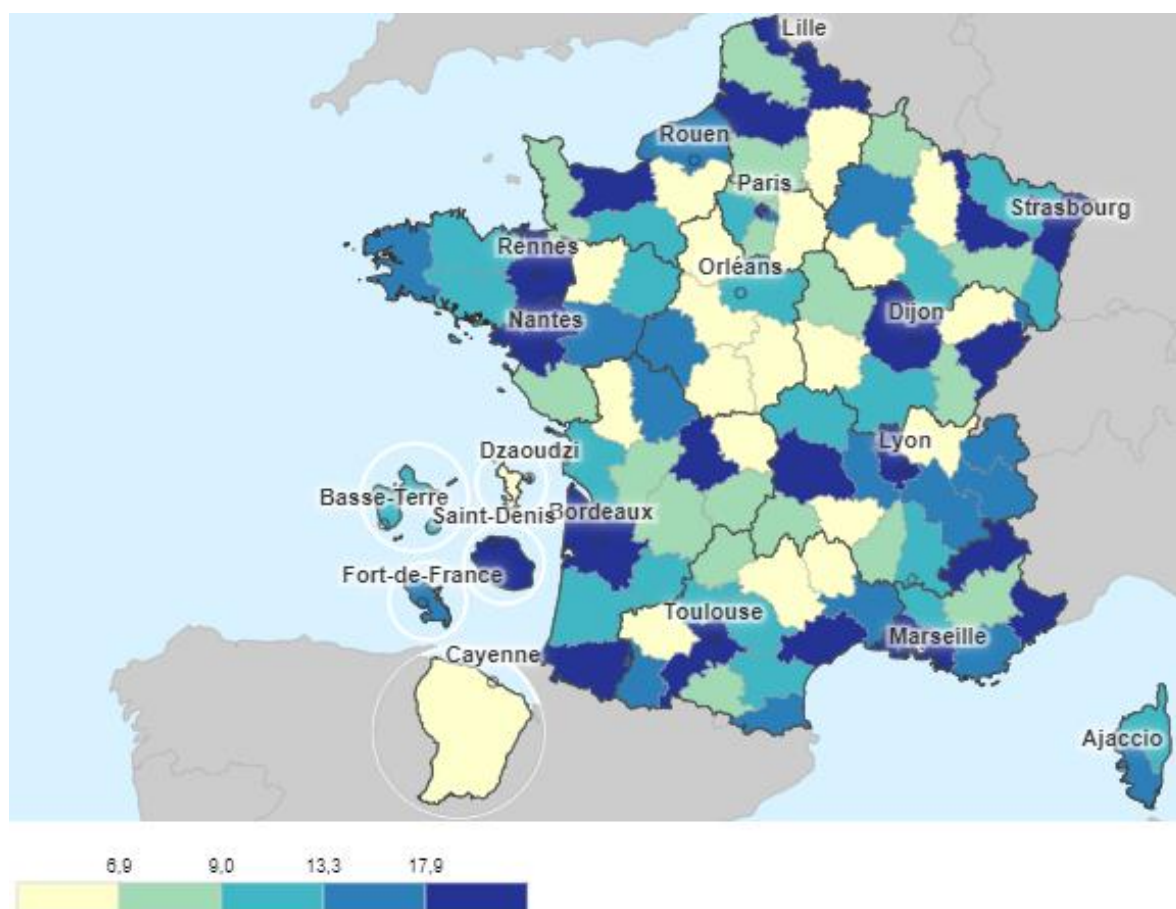 Lille
Rouen
Paris
Strasbourg
Rennes
Orléans
Nantes
Dijon
Lyon
Dzaoudzi
Basse-Terre
Saint-Denis
Bordeaux
Fort-de-France
Toulouse
Marseille
Cayenne
Ajaccio
6,9 9,0 13,3 17,9